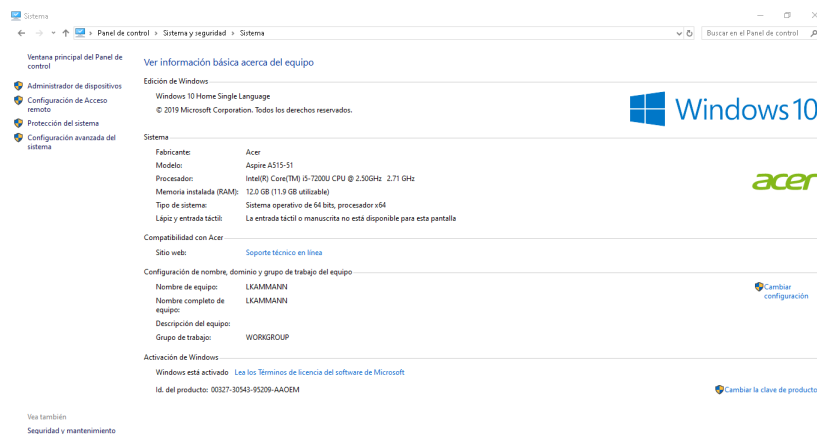 Sistema
Panel de control › Sistema y seguridad › Sistema
Buscar en el Panel de control
Ventana principal del Panel de
control
Administrador de dispositivos
Configuración de Acceso
remoto
Protección del sistema
Configuración avanzada del
sistema
Ver información básica acerca del equipo
Edición de Windows
Windows 10 Home Single Language
© 2019 Microsoft Corporation. Todos los derechos reservados.
Windows 10
Sistema
Fabricante: Acer
Modelo: Aspire A515-51
Procesador: Intel(R) Core(TM) i5-7200U CPU @ 2.50GHz 2.71 GHz
Memoria instalada (RAM): 12.0 GB (11.9 GB utilizable)
Tipo de sistema: Sistema operativo de 64 bits, procesador x64
Lápiz y entrada táctil: La entrada táctil o manuscrita no está disponible para esta pantalla
acer
Compatibilidad con Acer
Sitio web: Soporte técnico en línea
Configuración de nombre, dominio y grupo de trabajo del equipo
Nombre de equipo: LKAMMANN
Nombre completo de LKAMMANN
equipo:
Descripción del equipo:
Grupo de trabajo: WORKGROUP
Cambiar
configuración
Activación de Windows
Windows está activado Lea los Términos de licencia del software de Microsoft
Id. del producto: 00327-30543-95209-AAOEM
Cambiar la clave de producto
Vea también
Seguridad y mantenimiento